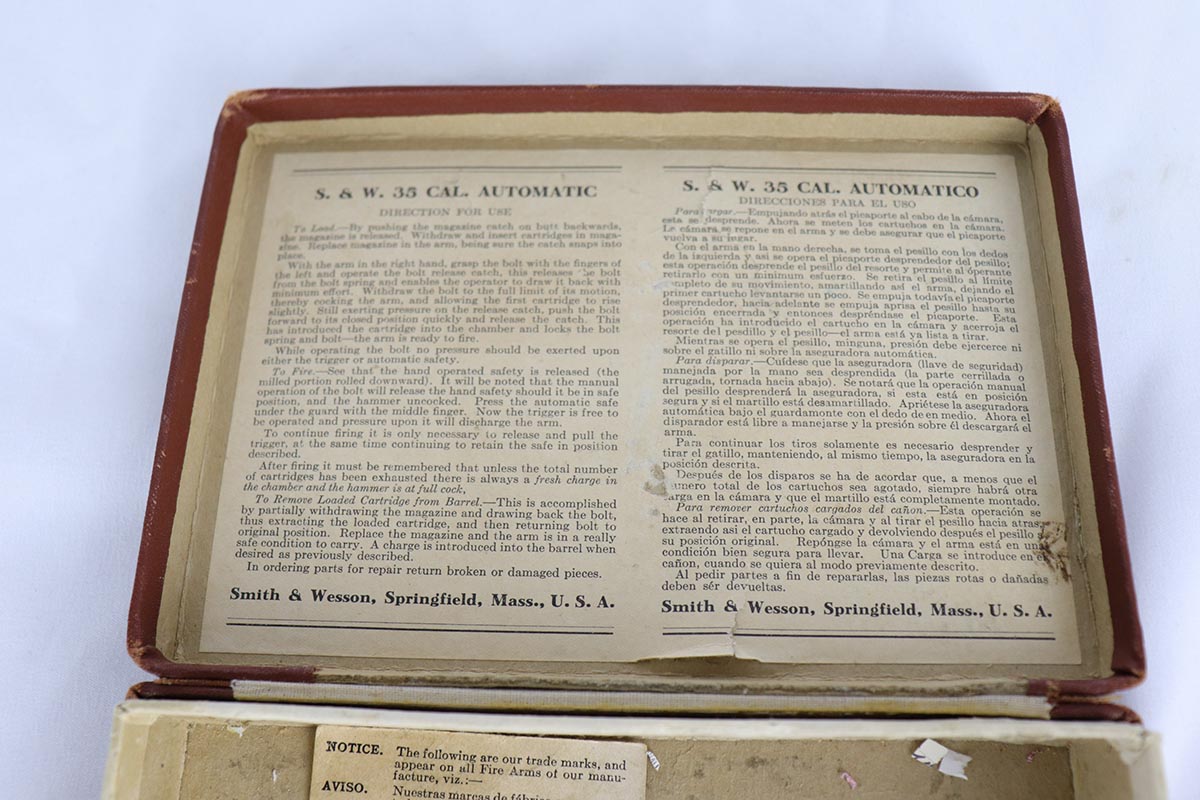 S. & W. 35 CAL. AUTOMATIC
DIRECTION FOR USE
To Load.—By pushing the magazine catch on butt backwards,
the magazine is released. Withdraw and insert cartridges in maga-
zine. Replace magazine in the arm, being sure the catch snaps into
place.
With the arm in the right hand, grasp the bolt with the fingers of
the left and operate the bolt release catch, this releases the bolt
from the bolt spring and enables the operator to draw it back with
minimum effort. Withdraw the bolt to the full limit of its motion,
thereby cocking the arm, and allowing the first cartridge to rise
slightly. Still exerting pressure on the release catch, push the bolt
forward to its closed position quickly and release the catch. This
has introduced the cartridge into the chamber and locks the bolt
spring and bolt—the arm is ready to fire.
While operating the bolt no pressure should be exerted upon
either the trigger or automatic safety.
To Fire.—See that the hand operated safety is released (the
milled portion rolled downward). It will be noted that the manual
operation of the bolt will release the hand safety should it be in safe
position, and the hammer uncocked. Press the automatic safe
under the guard with the middle finger. Now the trigger is free to
be operated and pressure upon it will discharge the arm.
To continue firing it is only necessary to release and pull the
trigger, at the same time continuing to retain the safe in position
described.
After firing it must be remembered that unless the total number
of cartridges has been exhausted there is always a fresh charge in
the chamber and the hammer is at full cock,
To Remove Loaded Cartridge from Barrel.—This is accomplished
by partially withdrawing the magazine and drawing back the bolt,
thus extracting the loaded cartridge, and then returning bolt to
original position. Replace the magazine and the arm is in a really
safe condition to carry. A charge is introduced into the barrel when
desired as previously described.
In ordering parts for repair return broken or damaged pieces.
Smith & Wesson, Springfield, Mass., U. S. A.
S. & W. 35 CAL. AUTOMATICO
DIRECCIONES PARA EL USO
Para cargar.—Empujando atrás el picaporte al cabo de la cámara,
esta se desprende. Ahora se meten los cartuchos en la cámara.
Le cámara se repone en el arma y se debe asegurar que el picaporte
vuelva a su lugar.
Con el arma en la mano derecha, se toma el pesillo con los dedos
de la izquierda y asi se opera el picaporte desprendedor del pesillo;
esta operación desprende el pesillo del resorte y permite al óperante
retirarlo con un minimum esfuerzo. Se retira el pesillo al límite
completo de su movimiento, amartillando así el arma, dejando el
primer cartucho levantarse un poco. Se empuja todavía el picaporte
desprendedor, hacia adelante se empuja aprisa el pesillo hasta su
posición encerrada y entonces despréndase el picaporte. Esta
operación ha introducido el cartucho en la cámara y acerroja el
resorte del pesdillo y el pesillo—el arma está ya lista a tirar.
Mientras se opera el pesillo, ninguna, presión debe ejercerce ni
sobre el gatillo ni sobre la aseguradora automática.
Para disparar.—Cuídese que la aseguradora (llave de seguridad)
manejada por la mano sea desprendida (la parte cerrillada o
arrugada, tornada hacia abajo). Se notará que la operación manual
del pesillo desprenderá la aseguradora, si esta está en posición
segura y si el martillo está desamartillado. Apriétese la aseguradora
automática bajo el guardamonte con el dedo de en medio. Ahora el
disparador está libre a manejarse y la presión sobre él descargará el
arma.
Para continuar los tiros solamente es necesario desprender y
tirar el gatillo, manteniendo, al mismo tiempo, la aseguradora en la
posición descrita.
Después de los disparos se ha de acordar que, a menos que el
número total de los cartuchos sea agotado, siempre habrá otra
carga en la cámara y que el martillo está completamente montado.
Para remover cartuchos cargados del cañon.—Esta operación se
hace al retirar, en parte, la cámara y al tirar el pesillo hacia atras,
extraendo asi el cartucho cargado y devolviendo después el pesillo a
su posición original. Repóngse la cámara y el arma está en una
condición bien segura para llevar. Una Carga se introduce en el
cañon, cuando se quiera al modo previamente descrito.
Al pedir partes a fin de repararlas, las piezas rotas o dañadas
deben sér devueltas.
Smith & Wesson, Springfield, Mass., U. S. A.
NOTICE. The following are our trade marks, and
appear on all Fire Arms of our manu-
facture, viz.:—
AVISO. Nuestras marcas de fábrica